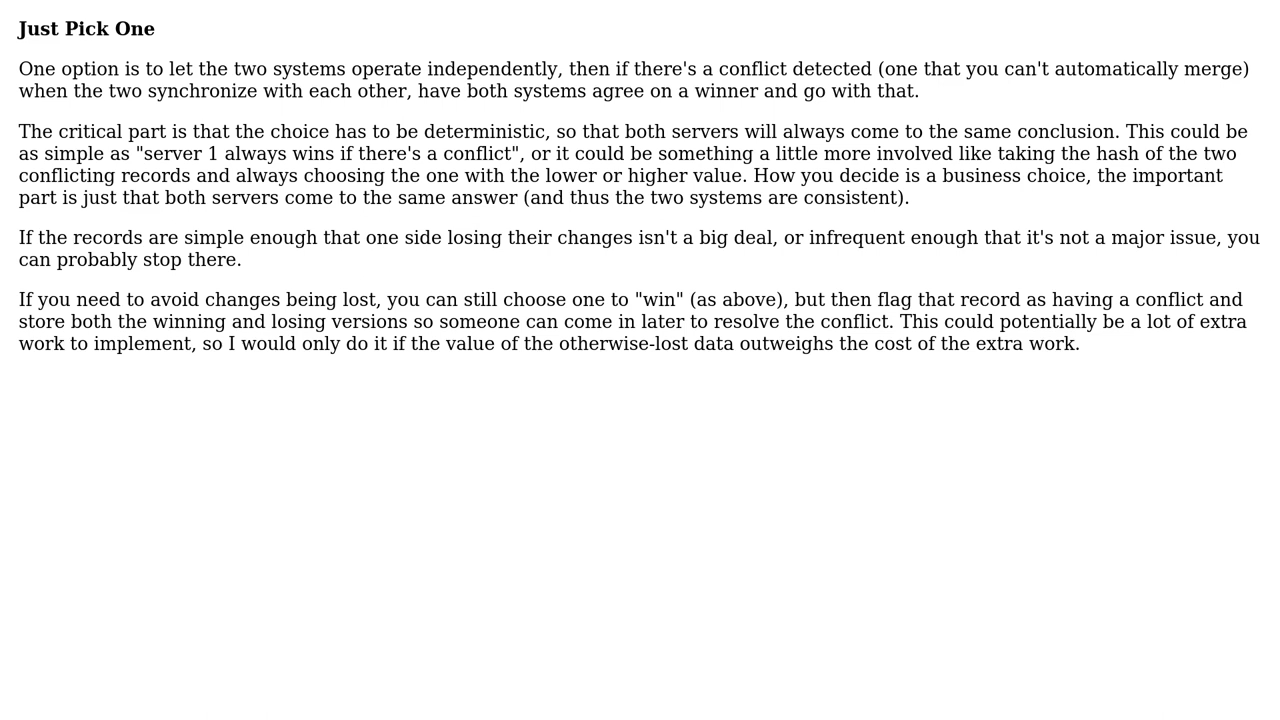 Just Pick One
One option is to let the two systems operate independently, then if there's a conflict detected (one that you can't automatically merge)
when the two synchronize with each other, have both systems agree on a winner and go with that.
The critical part is that the choice has to be deterministic, so that both servers will always come to the same conclusion. This could be
as simple as "server 1 always wins if there's a conflict", or it could be something a little more involved like taking the hash of the two
conflicting records and always choosing the one with the lower or higher value. How you decide is a business choice, the important
part is just that both servers come to the same answer (and thus the two systems are consistent).
If the records are simple enough that one side losing their changes isn't a big deal, or infrequent enough that it's not a major issue, you
can probably stop there.
If you need to avoid changes being lost, you can still choose one to "win" (as above), but then flag that record as having a conflict and
store both the winning and losing versions so someone can come in later to resolve the conflict. This could potentially be a lot of extra
work to implement, so I would only do it if the value of the otherwise-lost data outweighs the cost of the extra work.